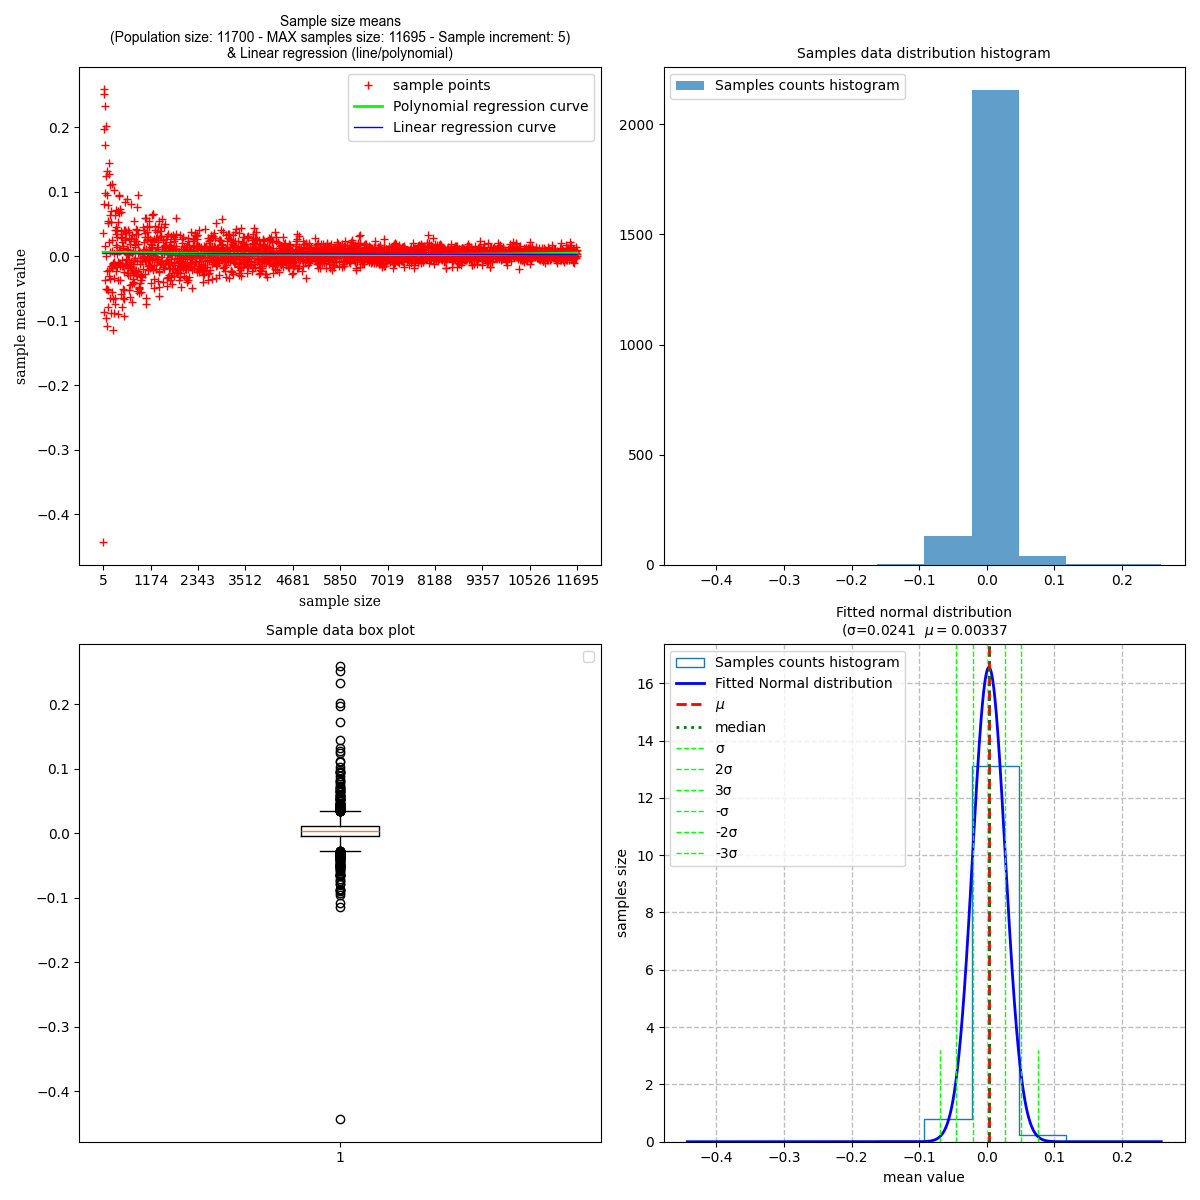 Sample size means
(Population size: 11700 - MAX samples size: 11695 - Sample increment: 5)
& Linear regression (line/polynomial)
sample points
Polynomial regression curve
Linear regression curve
0.2
0.1
0.0
−0.1
−0.2
−0.3
−0.4
sample mean value
5 1174 2343 3512 4681 5850 7019 8188 9357 10526 11695
sample size
Samples data distribution histogram
Samples counts histogram
2000
1500
1000
500
0
−0.4 −0.3 −0.2 −0.1 0.0 0.1 0.2
Sample data box plot
0.2
0.1
0.0
−0.1
−0.2
−0.3
−0.4
1
Fitted normal distribution
(σ=0.0241 μ = 0.00337
Samples counts histogram
Fitted Normal distribution
μ
median
σ
2σ
3σ
-σ
-2σ
-3σ
16
14
12
10
8
6
4
2
0
samples size
−0.4 −0.3 −0.2 −0.1 0.0 0.1 0.2
mean value